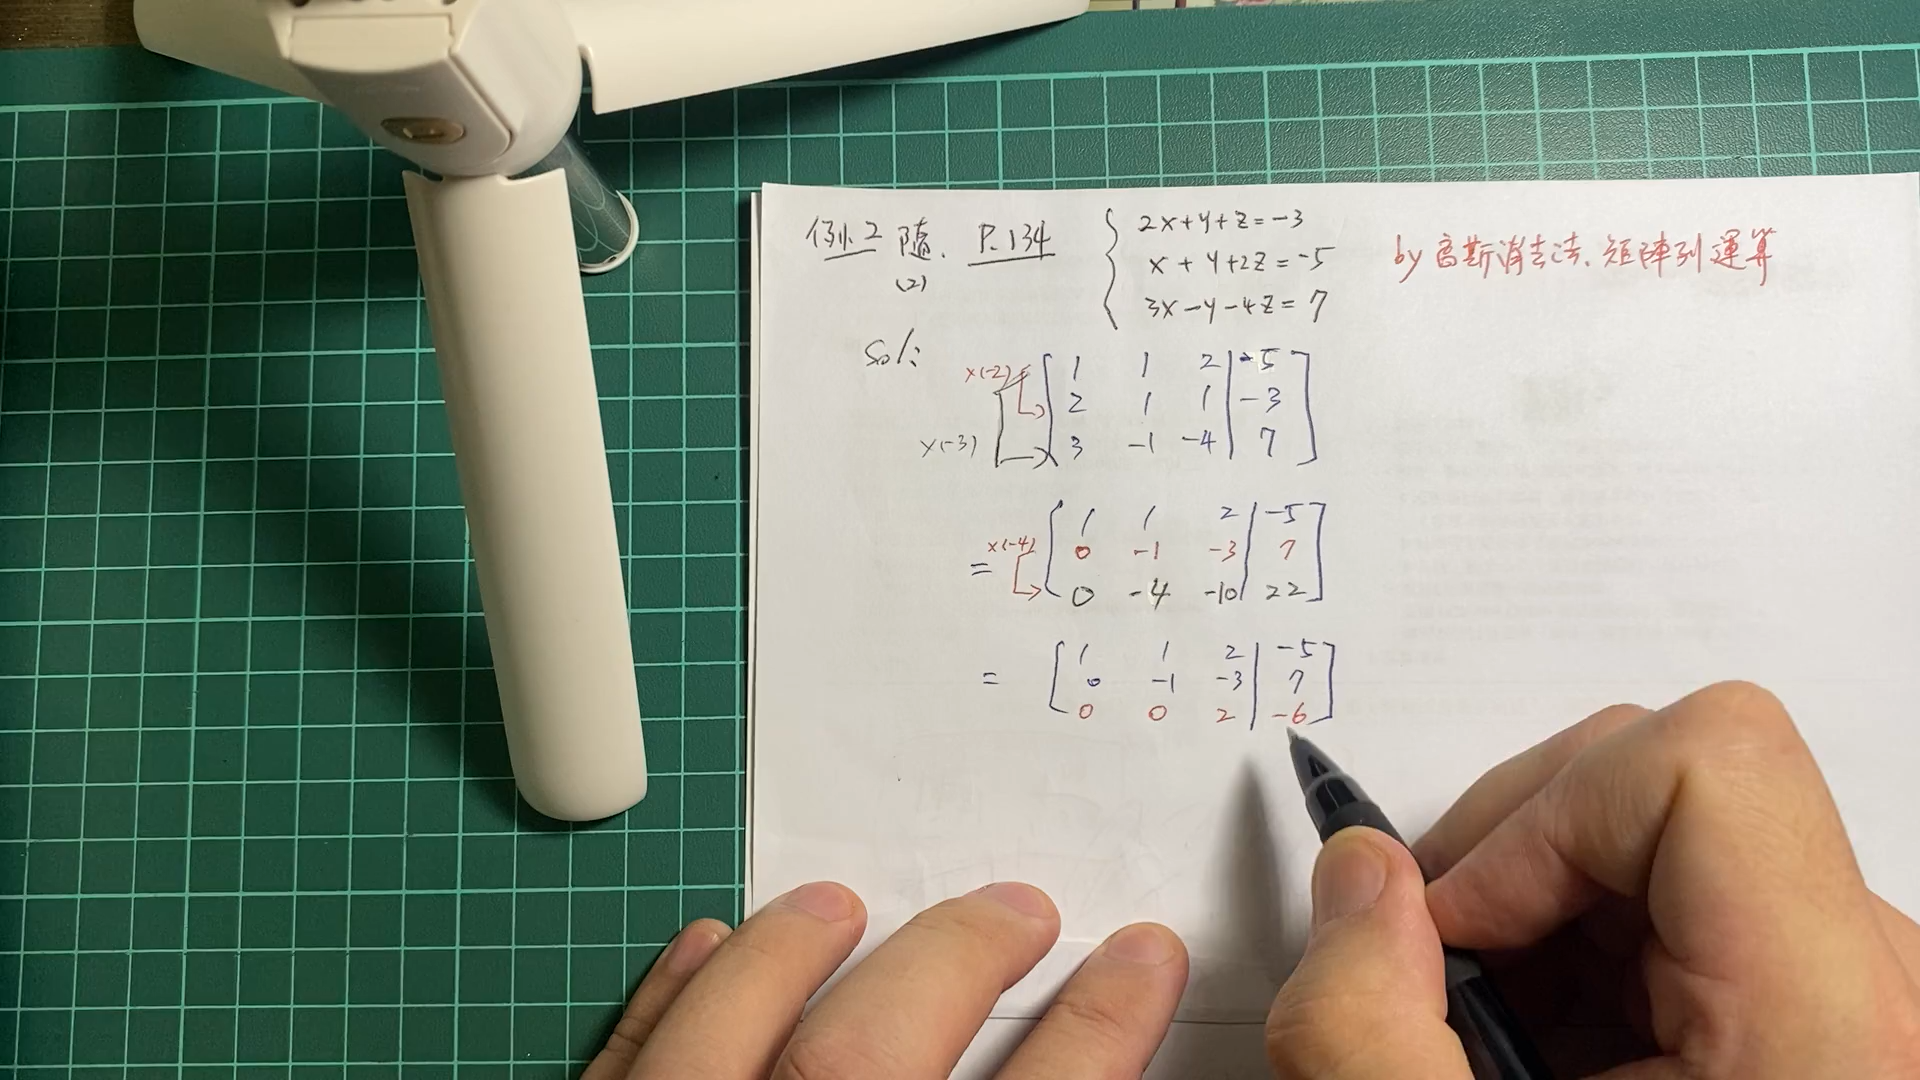 例2 隨. P.134
(2)
2x+y+z=-3
x+y+2z=-5
3x-y-4z=7
by 高斯消去法、矩陣列運算
Sol:
x(-2) 1 1 2 | -5
2 1 1 | -3
x(-3) 3 -1 -4 | 7
1 1 2 | -5
= x(-4) 0 -1 -3 | 7
0 -4 -10 | 22
1 1 2 | -5
= 0 -1 -3 | 7
0 0 2 | -6